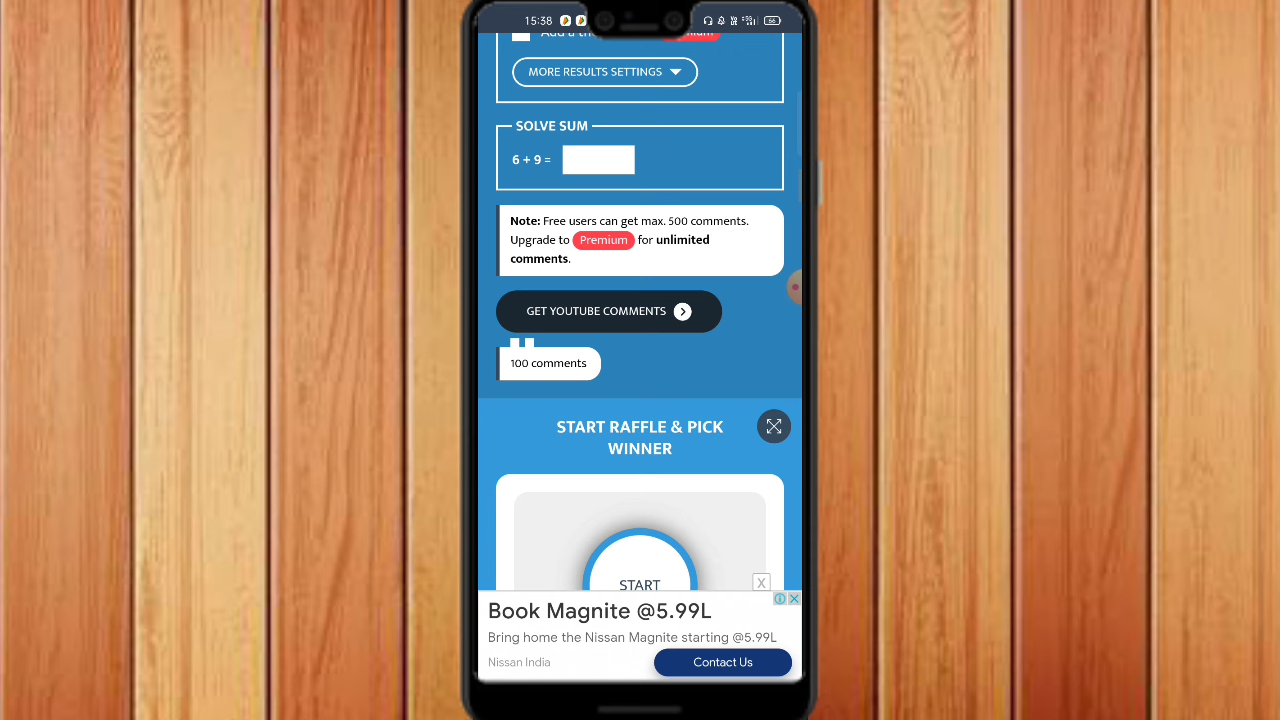 15:38
MORE RESULTS SETTINGS
SOLVE SUM
6 + 9 =
Note: Free users can get max. 500 comments.
Upgrade to Premium for unlimited
comments.
GET YOUTUBE COMMENTS
100 comments
START RAFFLE & PICK
WINNER
START
X
Book Magnite @5.99L
Bring home the Nissan Magnite starting @5.99L
Nissan India
Contact Us